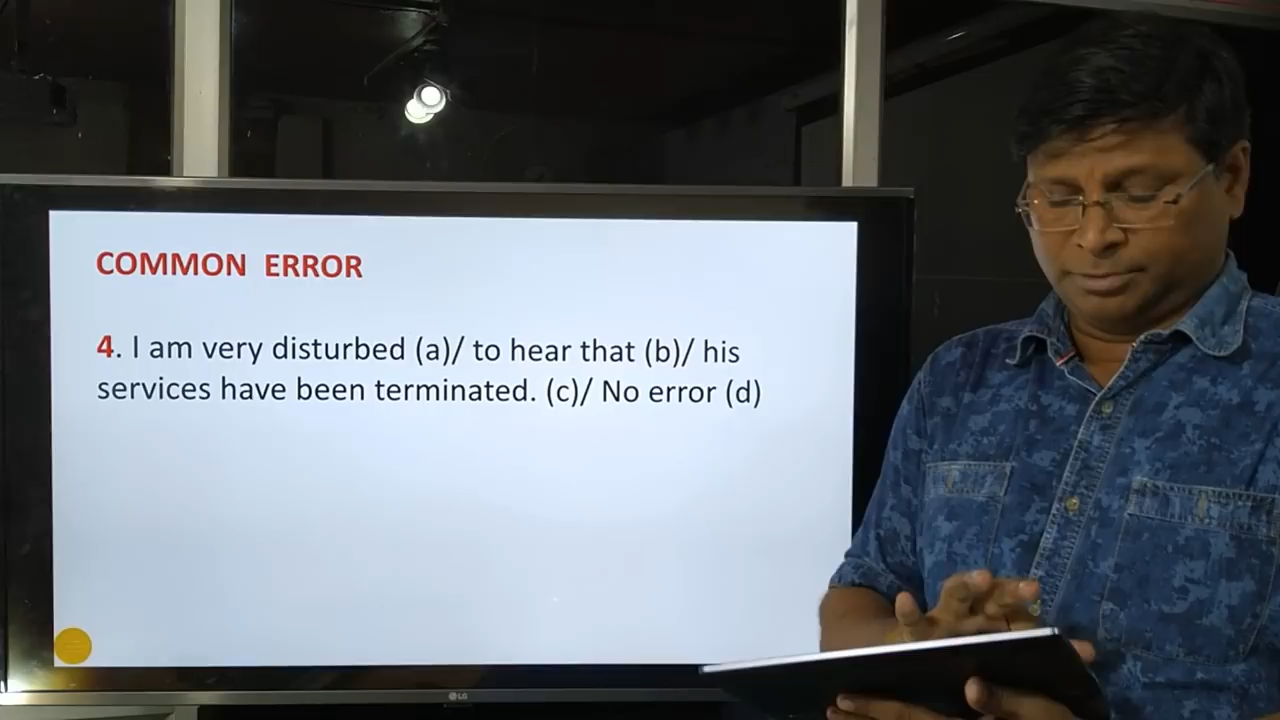 COMMON ERROR
4. I am very disturbed (a)/ to hear that (b)/ his
services have been terminated. (c)/ No error (d)
LG